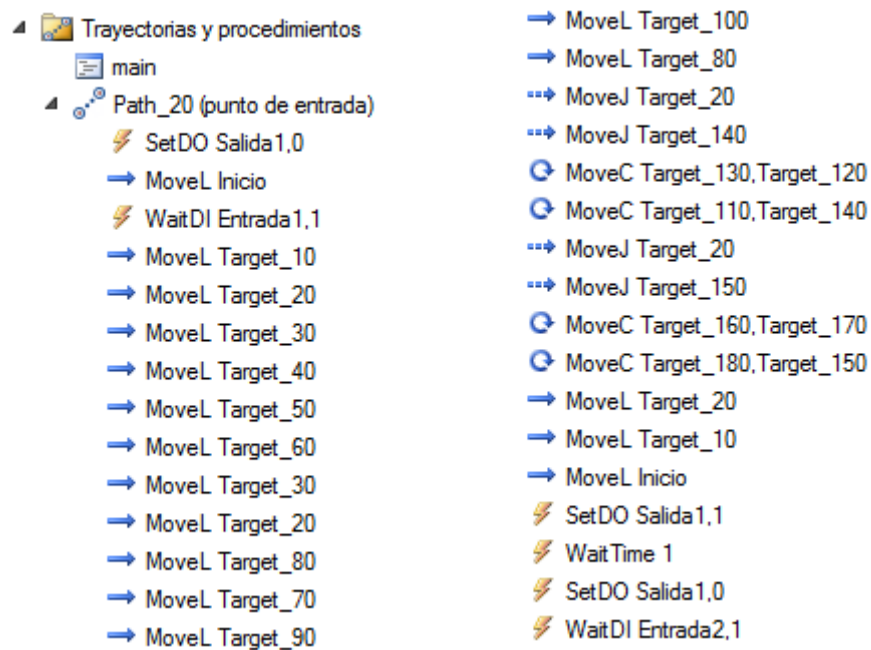 Trayectorias y procedimientos
main
Path_20 (punto de entrada)
SetDO Salida1,0
MoveL Inicio
WaitDI Entrada1,1
MoveL Target_10
MoveL Target_20
MoveL Target_30
MoveL Target_40
MoveL Target_50
MoveL Target_60
MoveL Target_30
MoveL Target_20
MoveL Target_80
MoveL Target_70
MoveL Target_90
MoveL Target_100
MoveL Target_80
MoveJ Target_20
MoveJ Target_140
MoveC Target_130,Target_120
MoveC Target_110,Target_140
MoveJ Target_20
MoveJ Target_150
MoveC Target_160,Target_170
MoveC Target_180,Target_150
MoveL Target_20
MoveL Target_10
MoveL Inicio
SetDO Salida1,1
WaitTime 1
SetDO Salida1,0
WaitDI Entrada2,1